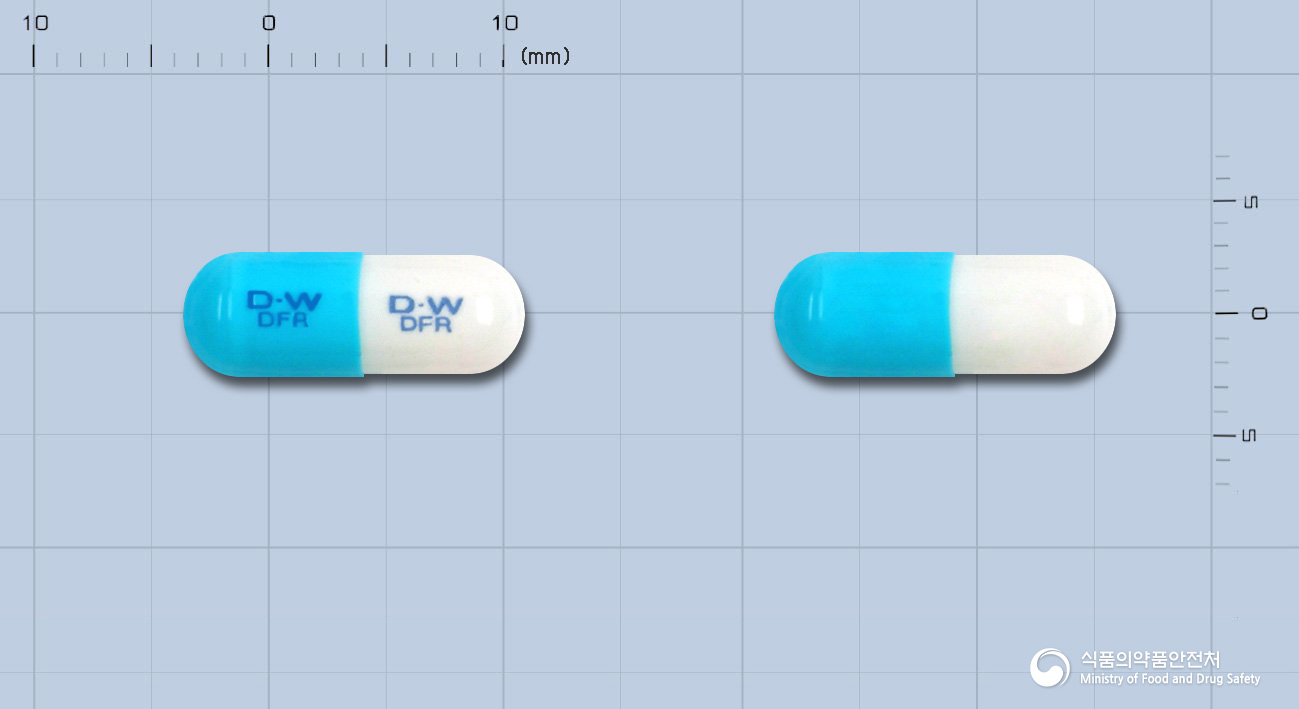 10 0 10
(mm)
D·W
DFR
D·W
DFR
5
0
5
식품의약품안전처
Ministry of Food and Drug Safety